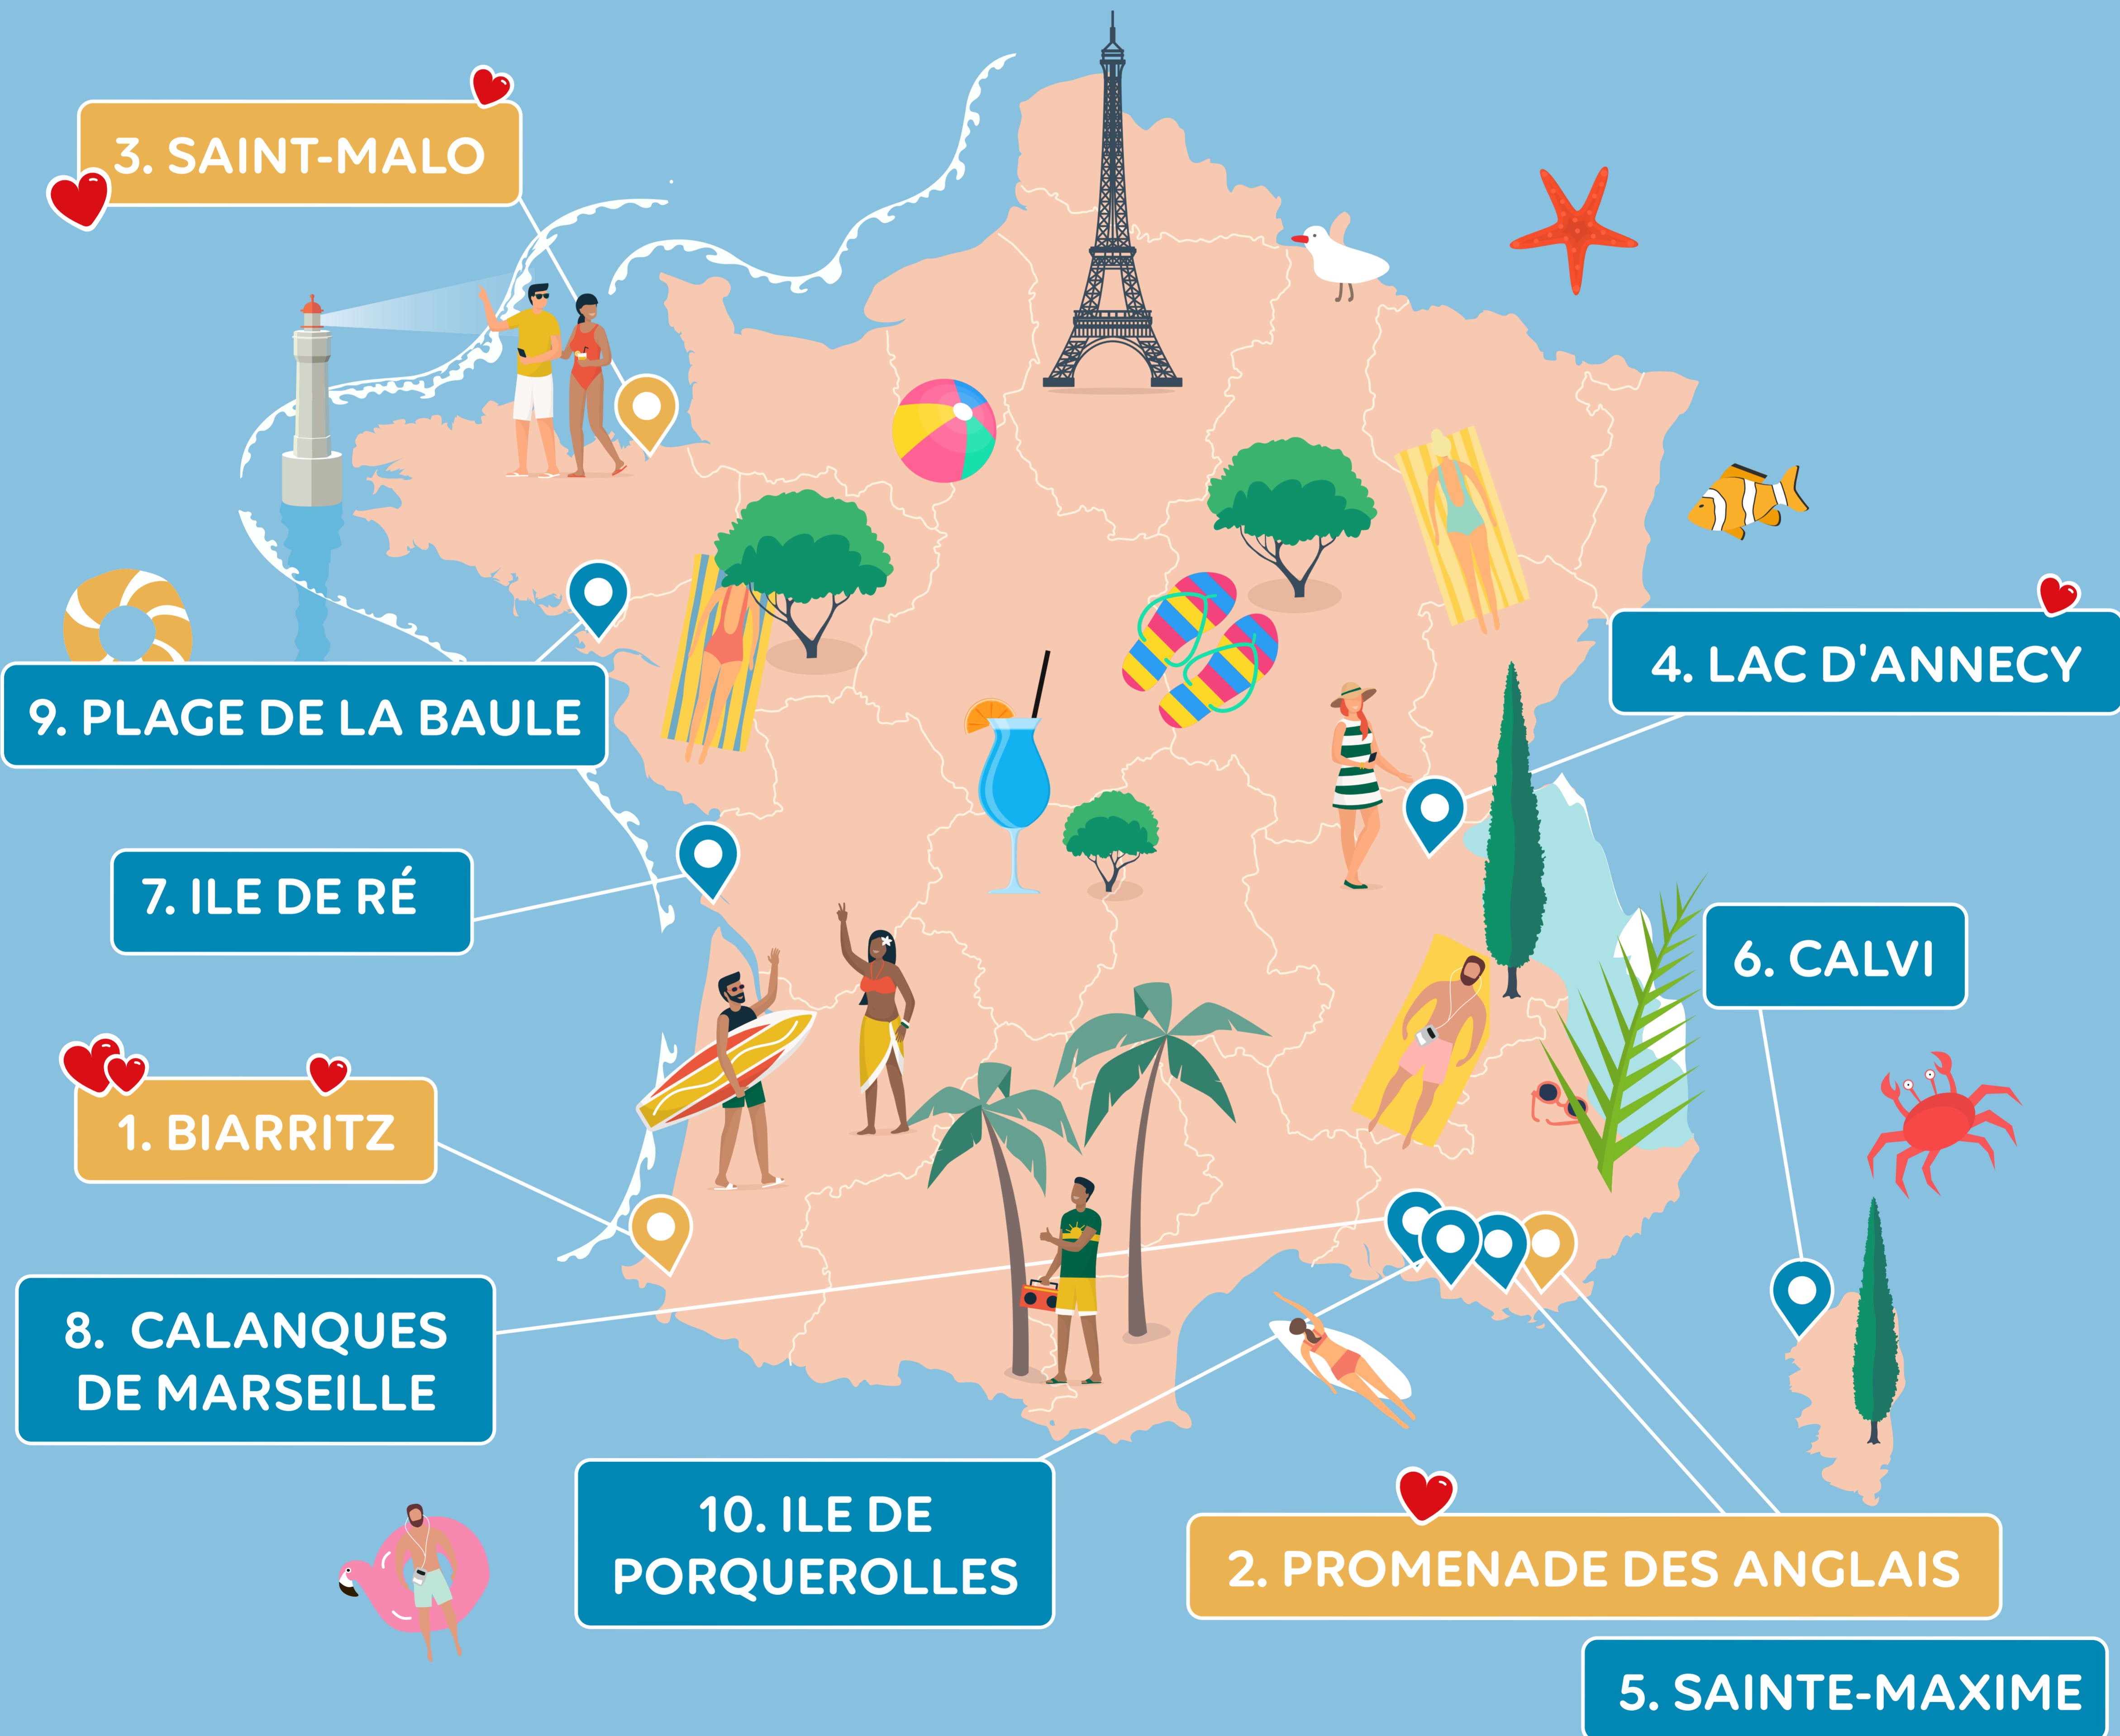 3. SAINT-MALO
4. LAC D'ANNECY
9. PLAGE DE LA BAULE
7. ILE DE RÉ
6. CALVI
1. BIARRITZ
8. CALANQUES
DE MARSEILLE
10. ILE DE
PORQUEROLLES
2. PROMENADE DES ANGLAIS
5. SAINTE-MAXIME